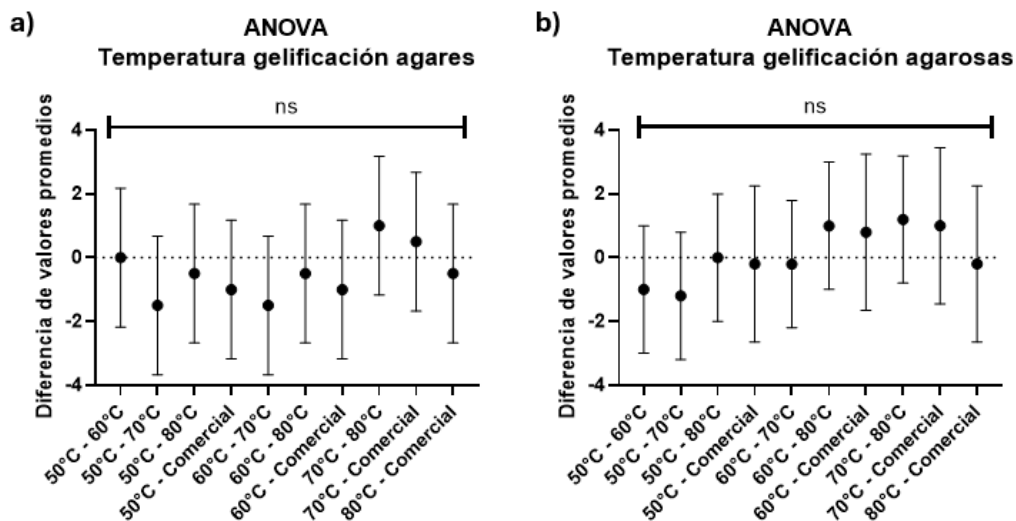 a)
ANOVA
Temperatura gelificación agares
ns
Diferencia de valores promedios
4
2
0
-2
-4
50°C - 60°C
50°C - 70°C
50°C - 80°C
50°C - Comercial
60°C - 70°C
60°C - 80°C
60°C - Comercial
70°C - 80°C
70°C - Comercial
80°C - Comercial
b)
ANOVA
Temperatura gelificación agarosas
ns
Diferencia de valores promedios
4
2
0
-2
-4
50°C - 60°C
50°C - 70°C
50°C - 80°C
50°C - Comercial
60°C - 70°C
60°C - 80°C
60°C - Comercial
70°C - 80°C
70°C - Comercial
80°C - Comercial